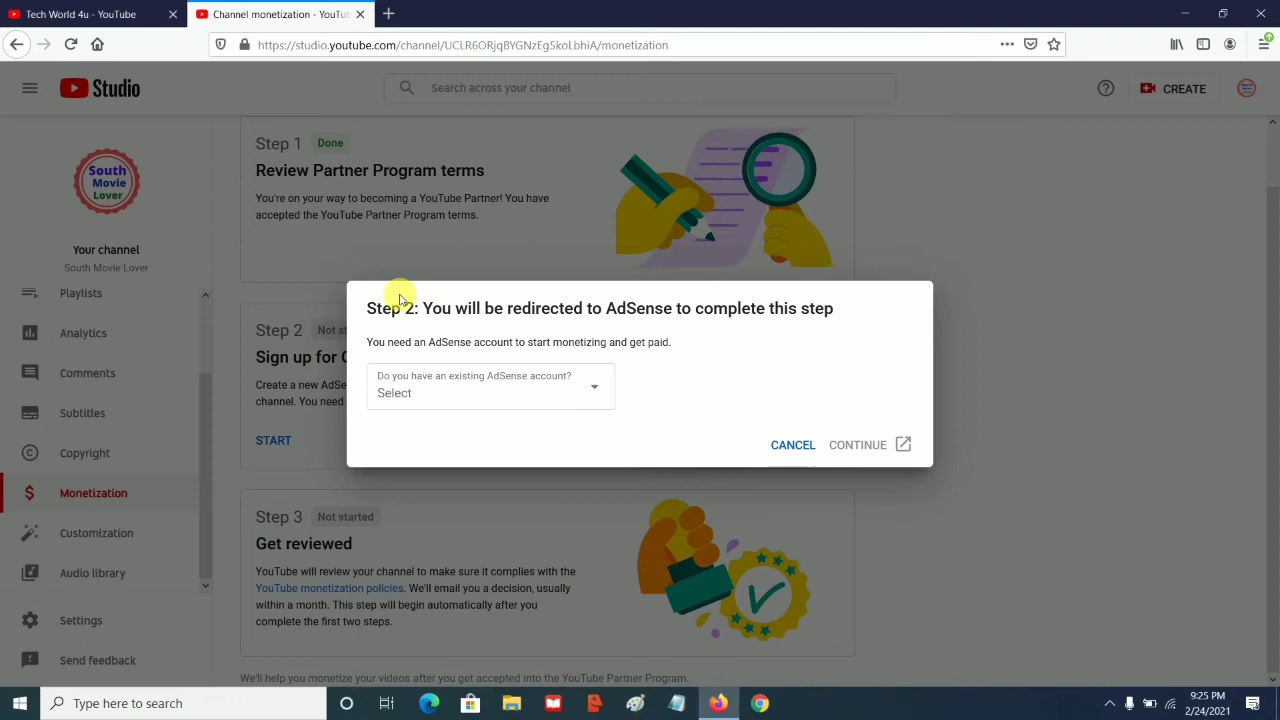 Tech World 4u - YouTube
Channel monetization - YouTub
https://studio.youtube.com/channel/UCLR6ORjqBYGNzEg5koLbhiA/monetization
Studio
Search across your channel
CREATE
South
Movie
Lover
Your channel
South Movie Lover
Playlists
Analytics
Comments
Subtitles
Copyright
Monetization
Customization
Audio library
Settings
Send feedback
Step 1 Done
Review Partner Program terms
You're on your way to becoming a YouTube Partner! You have
accepted the YouTube Partner Program terms.
Step 2 Not st
Sign up for G
Create a new AdSe
channel. You need
START
Step 2: You will be redirected to AdSense to complete this step
You need an AdSense account to start monetizing and get paid.
Do you have an existing AdSense account?
Select
CANCEL CONTINUE
Step 3 Not started
Get reviewed
YouTube will review your channel to make sure it complies with the
YouTube monetization policies. We'll email you a decision, usually
within a month. This step will begin automatically after you
complete the first two steps.
We'll help you monetize your videos after you get accepted into the YouTube Partner Program.
Type here to search
9:25 PM
2/24/2021